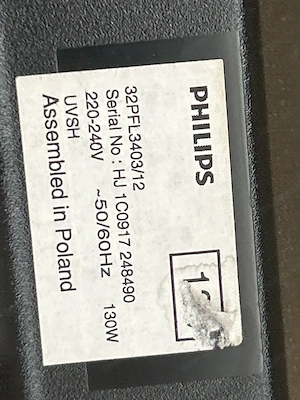 PHILIPS
32PFL3403/12
Serial No : HJ 1C0917 248490
220-240V ~50/60Hz 130W
UVSH
Assembled in Poland